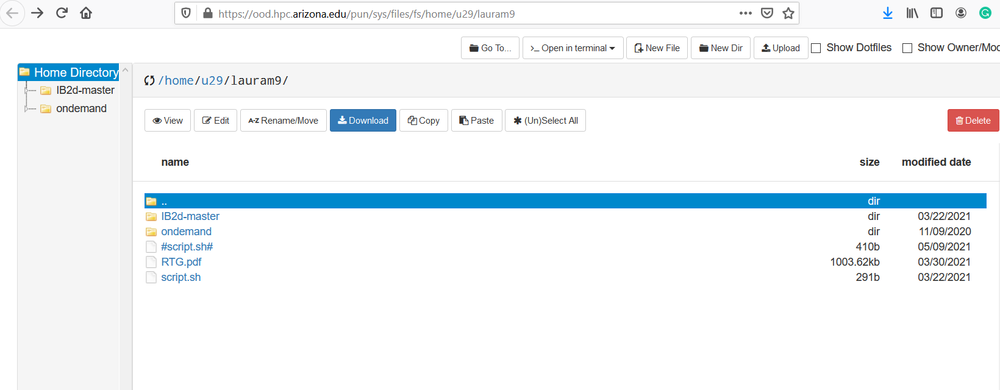 https://ood.hpc.arizona.edu/pun/sys/files/fs/home/u29/lauram9
Go To... >_ Open in terminal New File New Dir Upload Show Dotfiles Show Owner/Mod
Home Directory
IB2d-master
ondemand
/home/u29/lauram9/
View Edit A-Z Rename/Move Download Copy Paste (Un)Select All Delete
name size modified date
.. dir
IB2d-master dir 03/22/2021
ondemand dir 11/09/2020
#script.sh# 410b 05/09/2021
RTG.pdf 1003.62kb 03/30/2021
script.sh 291b 03/22/2021